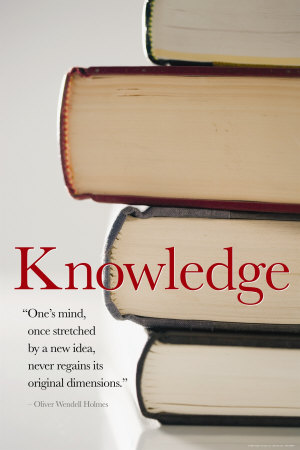 Knowledge
“One’s mind,
once stretched
by a new idea,
never regains its
original dimensions.”
– Oliver Wendell Holmes